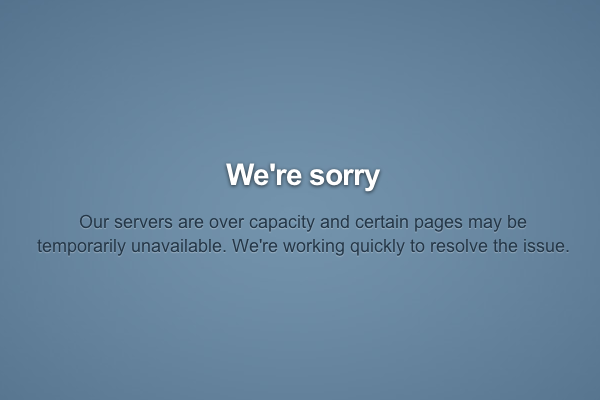 We're sorry
Our servers are over capacity and certain pages may be
temporarily unavailable. We're working quickly to resolve the issue.